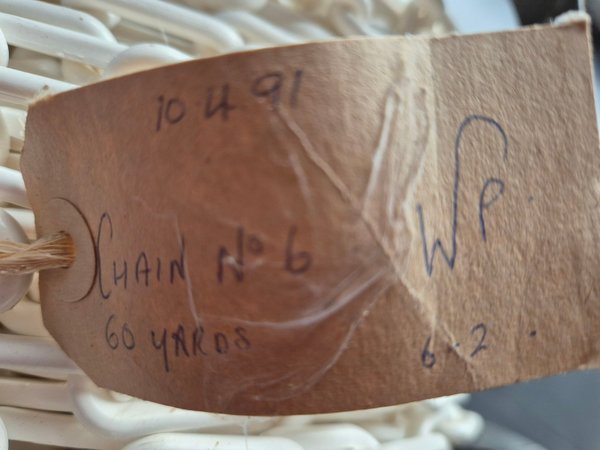 10 4 91
CHAIN No 6
60 YARDS
WP.
6.2.